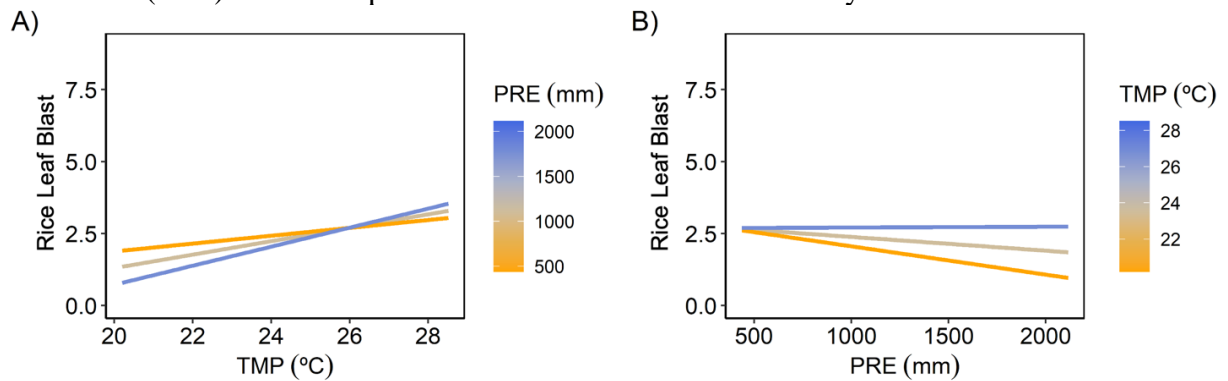 A)
Rice Leaf Blast
7.5
5.0
2.5
0.0
20 22 24 26 28
TMP (ºC)
PRE (mm)
2000
1500
1000
500
B)
Rice Leaf Blast
7.5
5.0
2.5
0.0
500 1000 1500 2000
PRE (mm)
TMP (ºC)
28
26
24
22